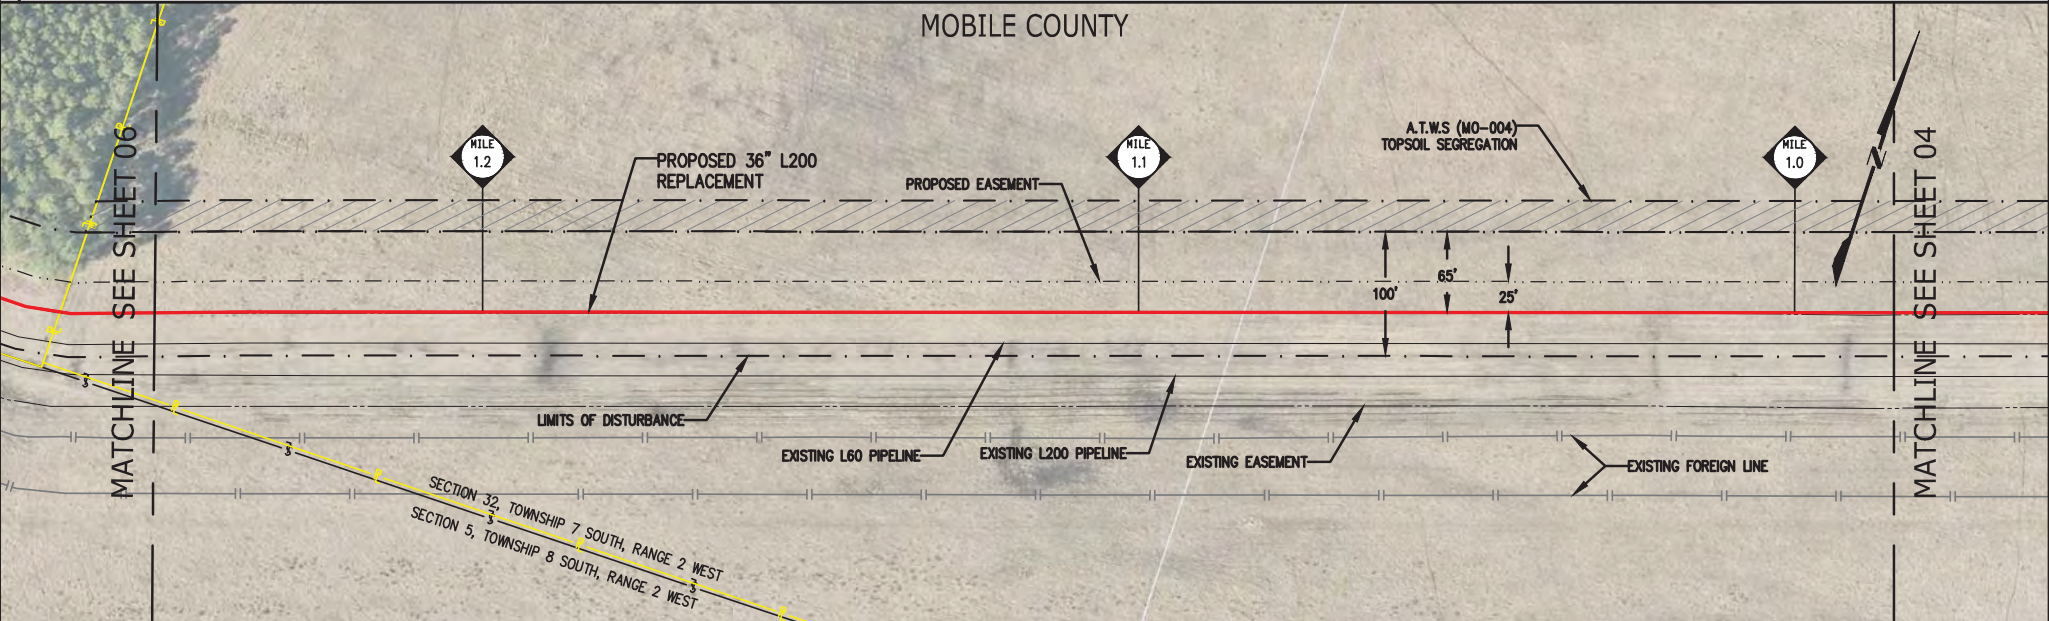 MOBILE COUNTY
MATCHLINE SEE SHEET 06
MILE
1.2
PROPOSED 36" L200
REPLACEMENT
PROPOSED EASEMENT
MILE
1.1
A.T.W.S (MO-004)
TOPSOIL SEGREGATION
MILE
1.0
N
MATCHLINE SEE SHEET 04
100'
65'
25'
LIMITS OF DISTURBANCE
EXISTING L60 PIPELINE
EXISTING L200 PIPELINE
EXISTING EASEMENT
EXISTING FOREIGN LINE
SECTION 32, TOWNSHIP 7 SOUTH, RANGE 2 WEST
SECTION 5, TOWNSHIP 8 SOUTH, RANGE 2 WEST